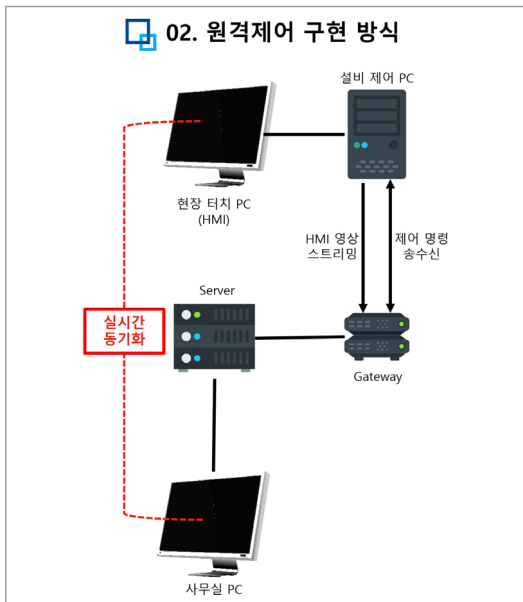 02. 원격제어 구현 방식
설비 제어 PC
현장 터치 PC
(HMI)
HMI 영상
스트리밍
제어 명령
송수신
Server
실시간
동기화
Gateway
사무실 PC